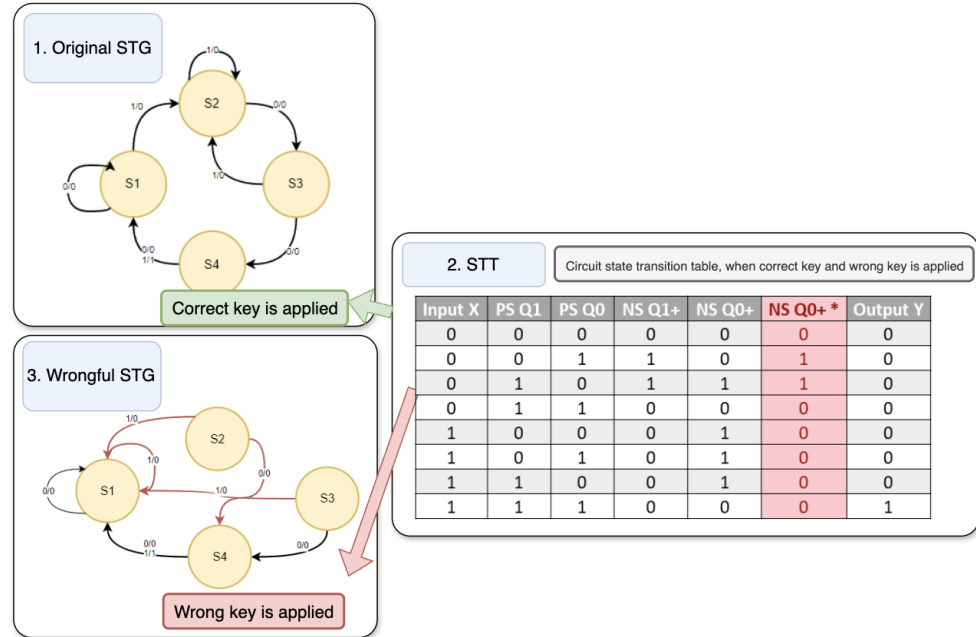 1. Original STG
1/0
S2
1/0
0/0
S1
1/0
S3
0/0
0/0
1/1
S4
0/0
Correct key is applied
2. STT
Circuit state transition table, when correct key and wrong key is applied
Input X PS Q1 PS Q0 NS Q1+ NS Q0+ NS Q0+ * Output Y
0 0 0 0 0 0 0
0 0 1 1 0 1 0
0 1 0 1 1 1 0
0 1 1 0 0 0 0
1 0 0 0 1 0 0
1 0 1 0 1 0 0
1 1 0 0 1 0 0
1 1 1 0 0 0 1
3. Wrongful STG
1/0
S2
1/0
0/0
0/0
S1
1/0
S3
0/0
1/1
S4
0/0
Wrong key is applied